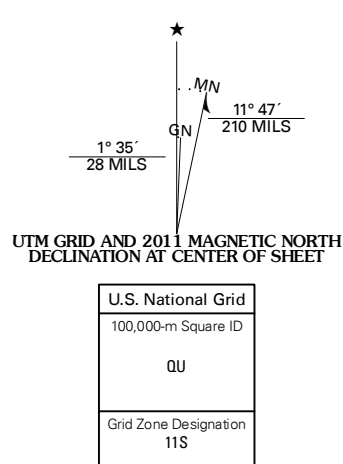 ★
MN
11° 47´
210 MILS
GN
1° 35´
28 MILS
UTM GRID AND 2011 MAGNETIC NORTH
DECLINATION AT CENTER OF SHEET
U.S. National Grid
100,000-m Square ID
QU
Grid Zone Designation
11S